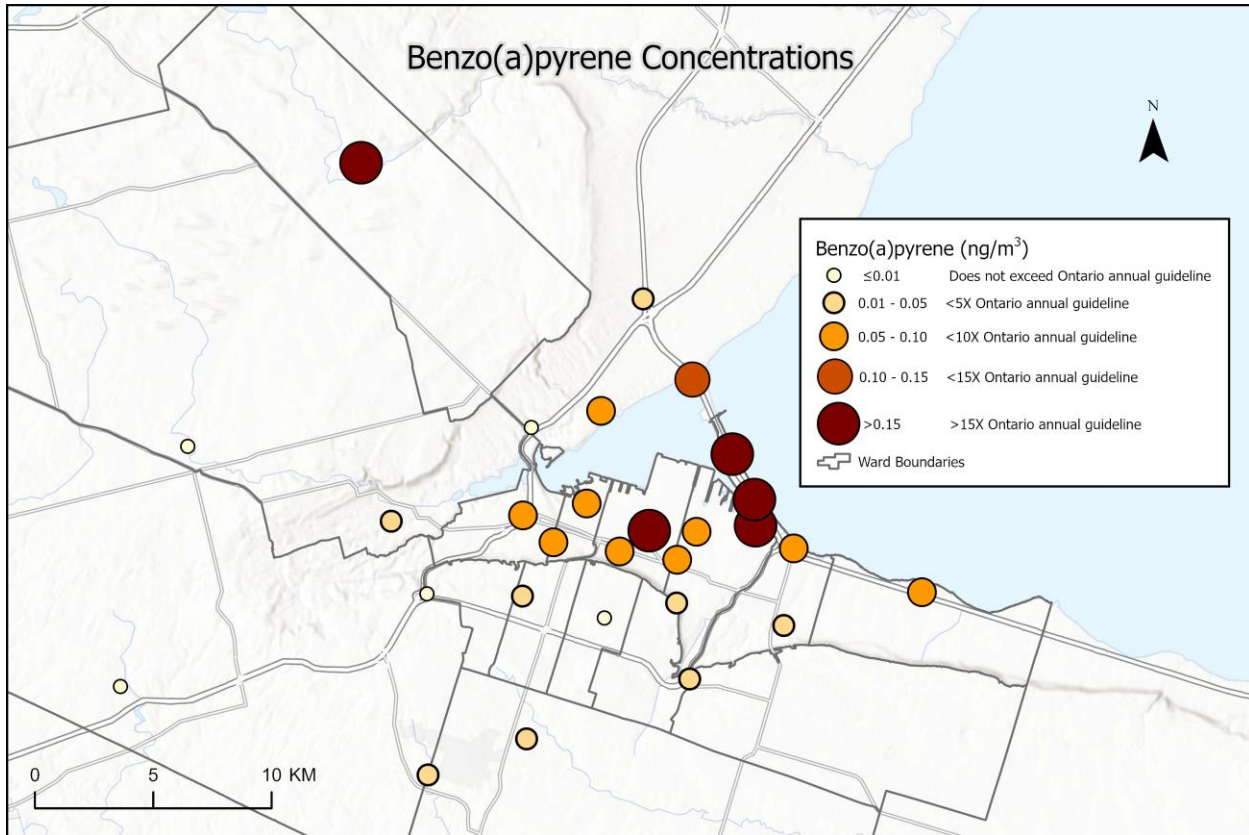 Benzo(a)pyrene Concentrations
N
Benzo(a)pyrene (ng/m³)
≤0.01 Does not exceed Ontario annual guideline
0.01 - 0.05 <5X Ontario annual guideline
0.05 - 0.10 <10X Ontario annual guideline
0.10 - 0.15 <15X Ontario annual guideline
>0.15 >15X Ontario annual guideline
Ward Boundaries
0 5 10 KM